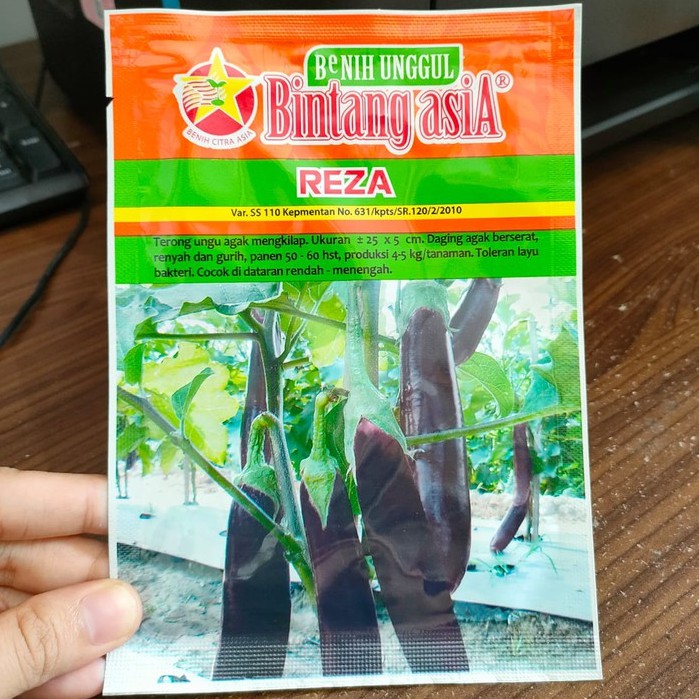 BeNIH UNGGUL
Bintang asiA®
BENIH CITRA ASIA
REZA
Var. SS 110 Kepmentan No. 631/kpts/SR.120/2/2010
Terong ungu agak mengkilap. Ukuran ± 25 x 5 cm. Daging agak berserat,
renyah dan gurih, panen 50 - 60 hst, produksi 4-5 kg/tanaman. Toleran layu
bakteri. Cocok di dataran rendah - menengah.